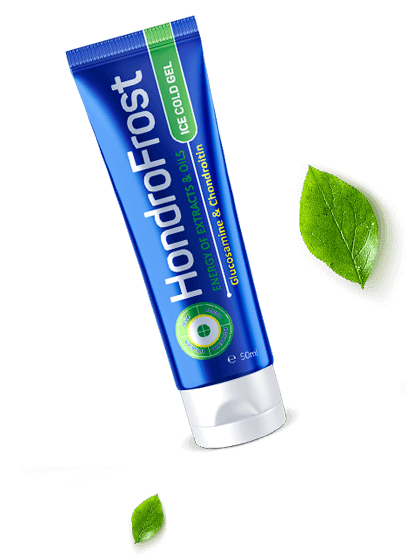 HondroFrost
ICE COLD GEL
ENERGY OF EXTRACTS & OILS
Glucosamine & Chondroitin
e 50ml